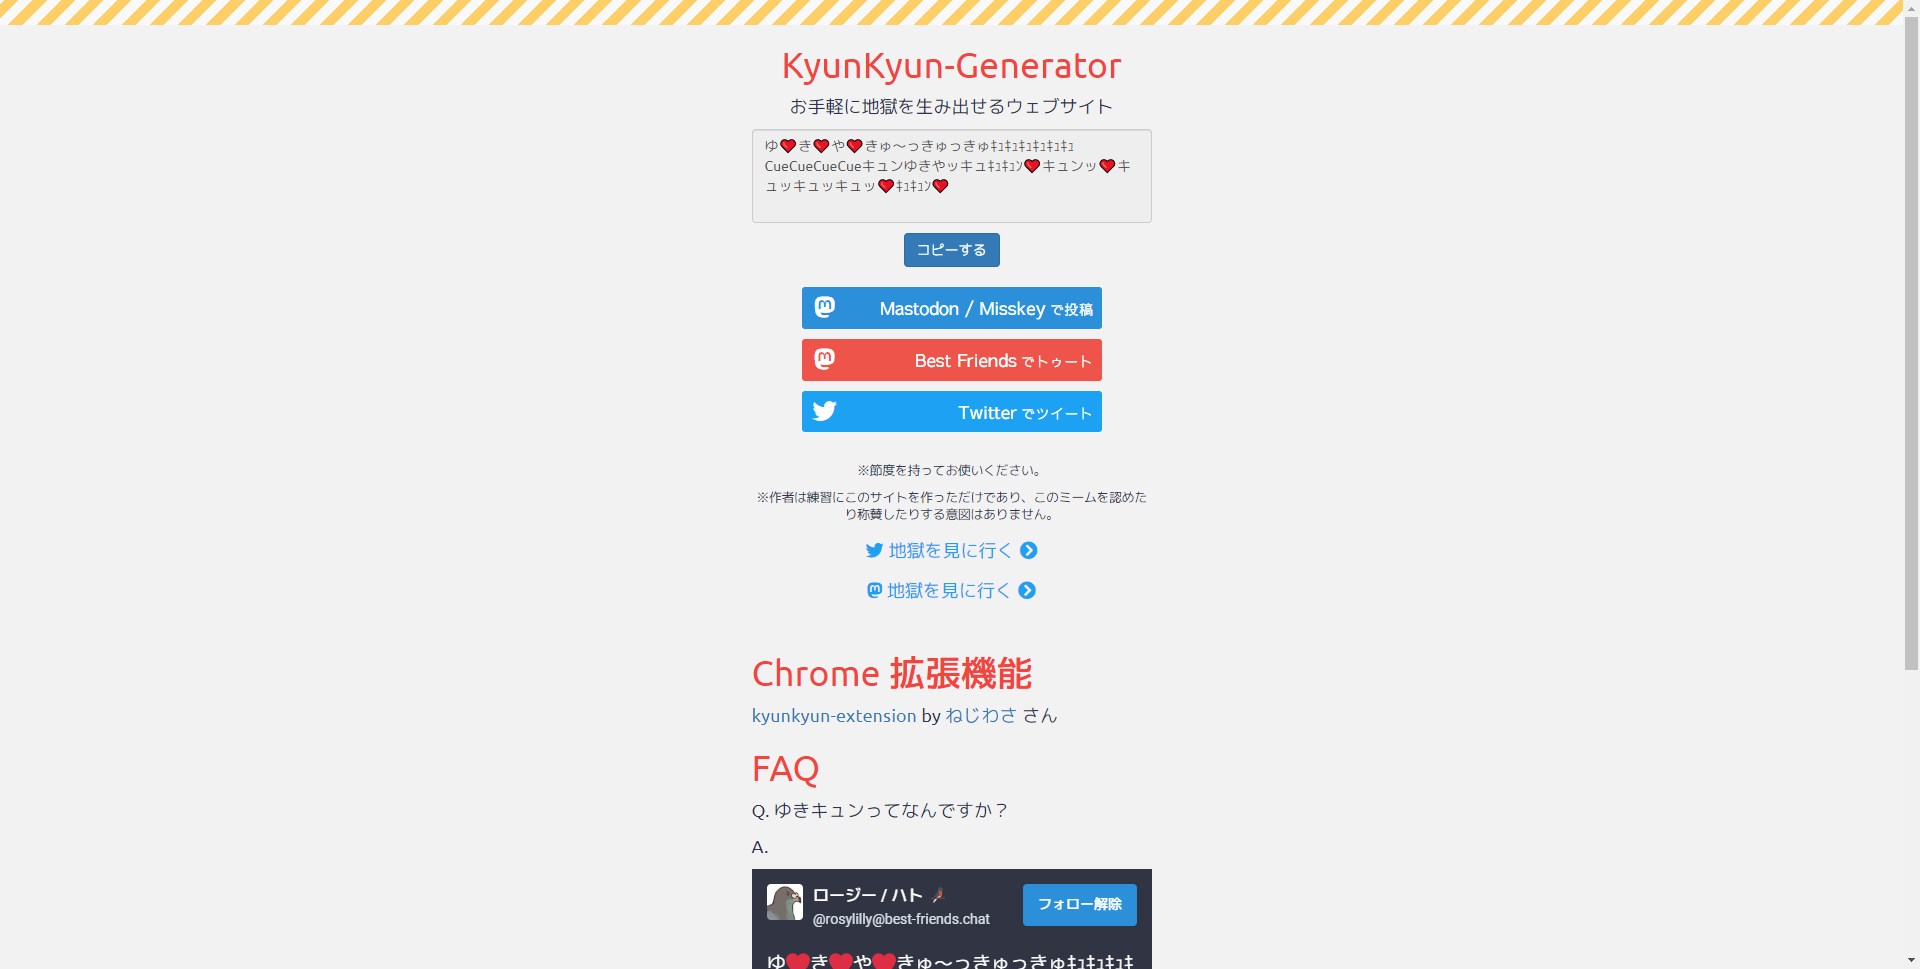 KyunKyun-Generator
お手軽に地獄を生み出せるウェブサイト
ゆ❤き❤や❤きゅ〜っきゅっきゅｷｭｷｭｷｭｷｭｷｭｷｭ
CueCueCueCueキュンゆきやッキュｷｭｷｭﾝ❤キュンッ❤キ
ュッキュッキュッ❤ｷｭｷｭﾝ❤
コピーする
Mastodon / Misskey で投稿
Best Friends でトゥート
Twitter でツイート
※節度を持ってお使いください。
※作者は練習にこのサイトを作っただけであり、このミームを認めた
り称賛したりする意図はありません。
地獄を見に行く
地獄を見に行く
Chrome 拡張機能
kyunkyun-extension by ねじわさ さん
FAQ
Q. ゆきキュンってなんですか？
A.
ロージー / ハト
@rosylilly@best-friends.chat
フォロー解除
ゆ❤き❤や❤きゅ〜っきゅっきゅｷｭｷｭｷｭｷ